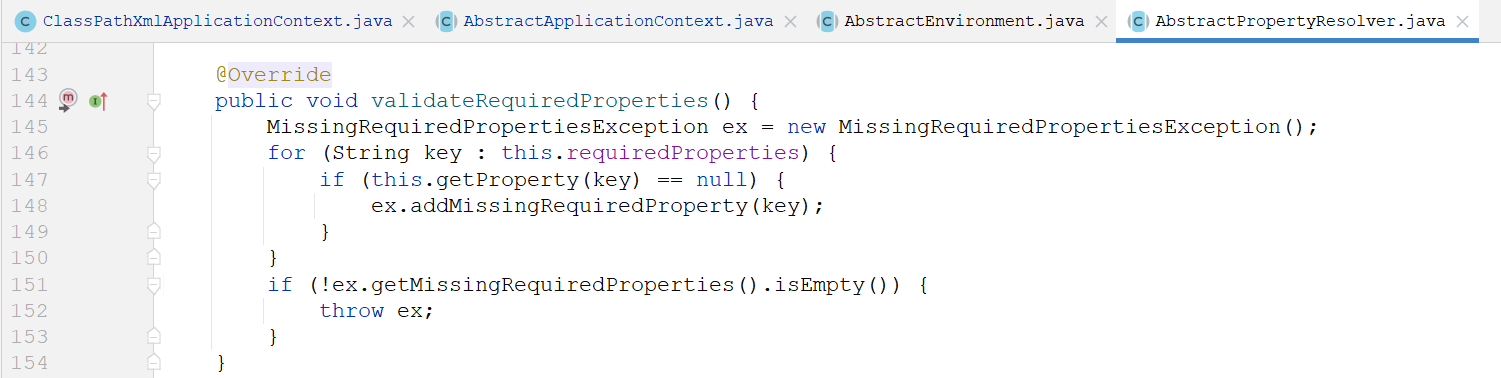 ClassPathXmlApplicationContext.java AbstractApplicationContext.java AbstractEnvironment.java AbstractPropertyResolver.java
142
143 @Override
144 public void validateRequiredProperties() {
145 MissingRequiredPropertiesException ex = new MissingRequiredPropertiesException();
146 for (String key : this.requiredProperties) {
147 if (this.getProperty(key) == null) {
148 ex.addMissingRequiredProperty(key);
149 }
150 }
151 if (!ex.getMissingRequiredProperties().isEmpty()) {
152 throw ex;
153 }
154 }